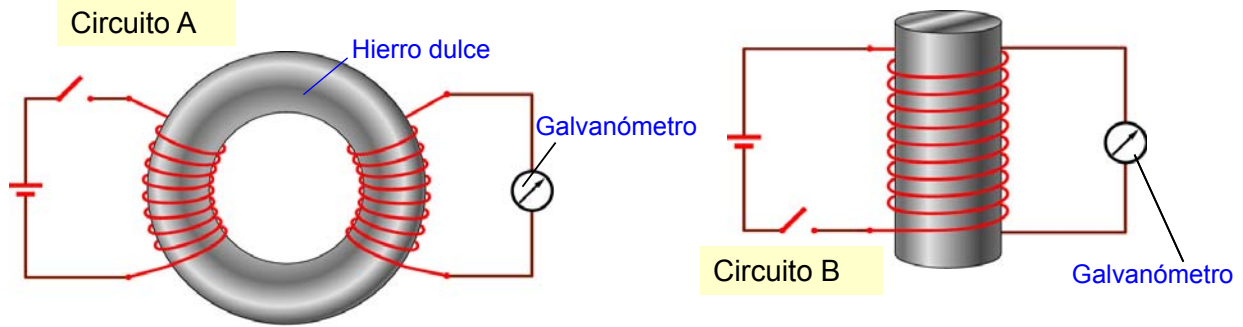 Circuito A
Hierro dulce
Galvanómetro
Circuito B
Galvanómetro